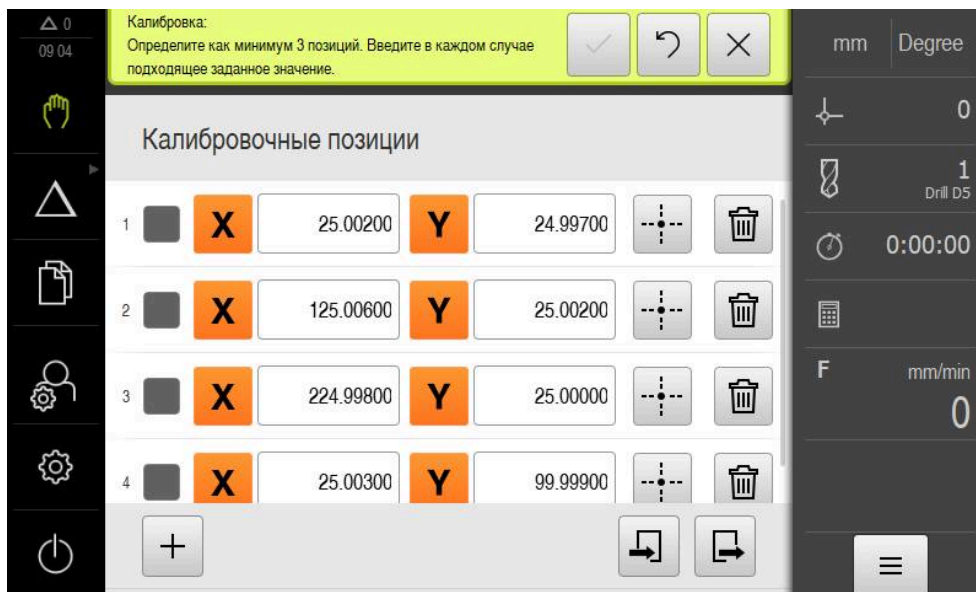 0
09 04
Калибровка:
Определите как минимум 3 позиций. Введите в каждом случае
подходящее заданное значение.
Калибровочные позиции
1 X 25.00200 Y 24.99700
2 X 125.00600 Y 25.00200
3 X 224.99800 Y 25.00000
4 X 25.00300 Y 99.99900
mm Degree
0
1
Drill D5
0:00:00
F mm/min
0